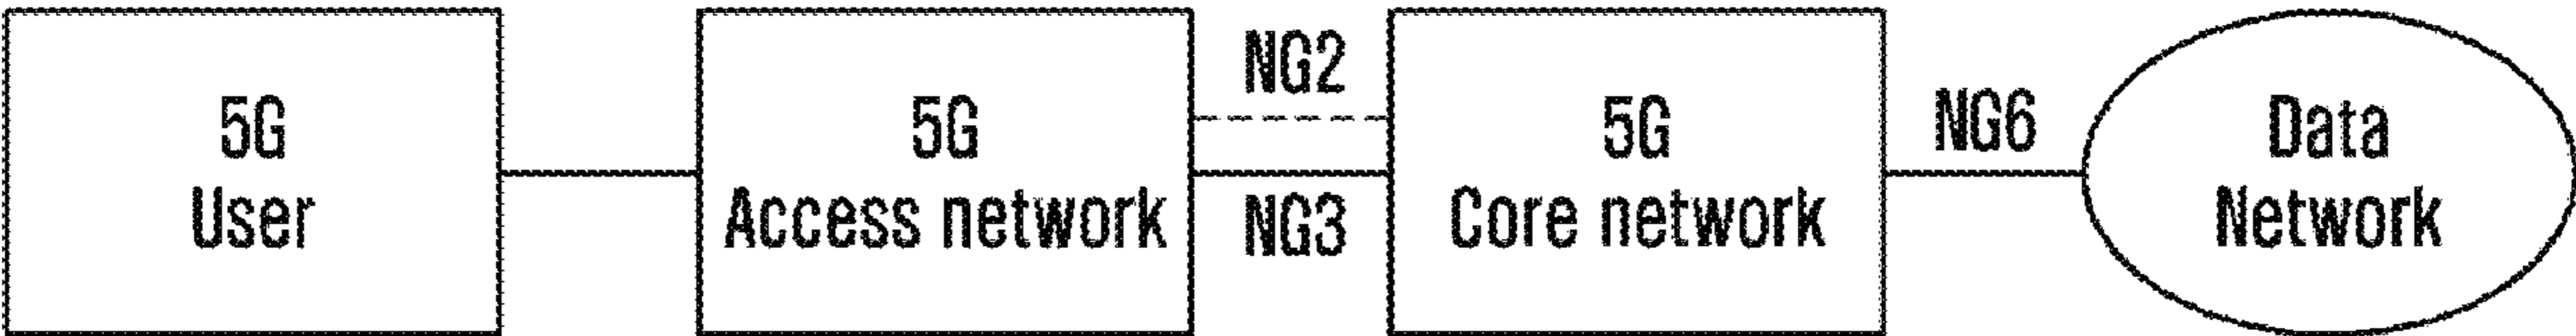 5G
User
5G
Access network
NG2
NG3
5G
Core network
NG6
Data
Network